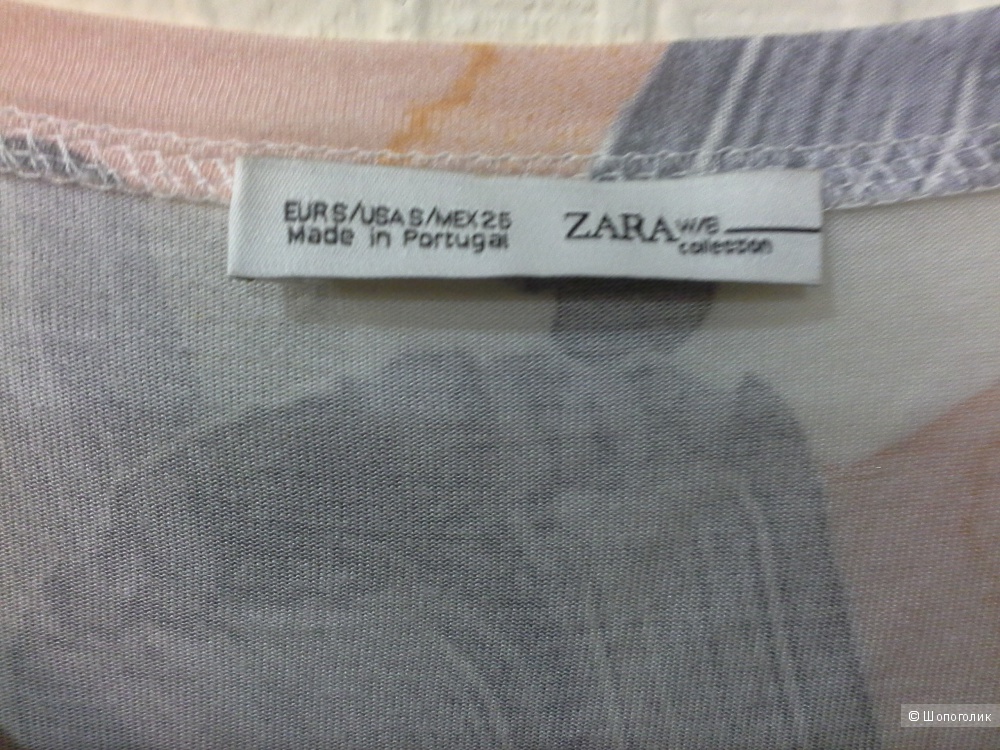 EUR S/USA S/MEX 26
Made in Portugal
ZARA W/B
collection
© Шопоголик